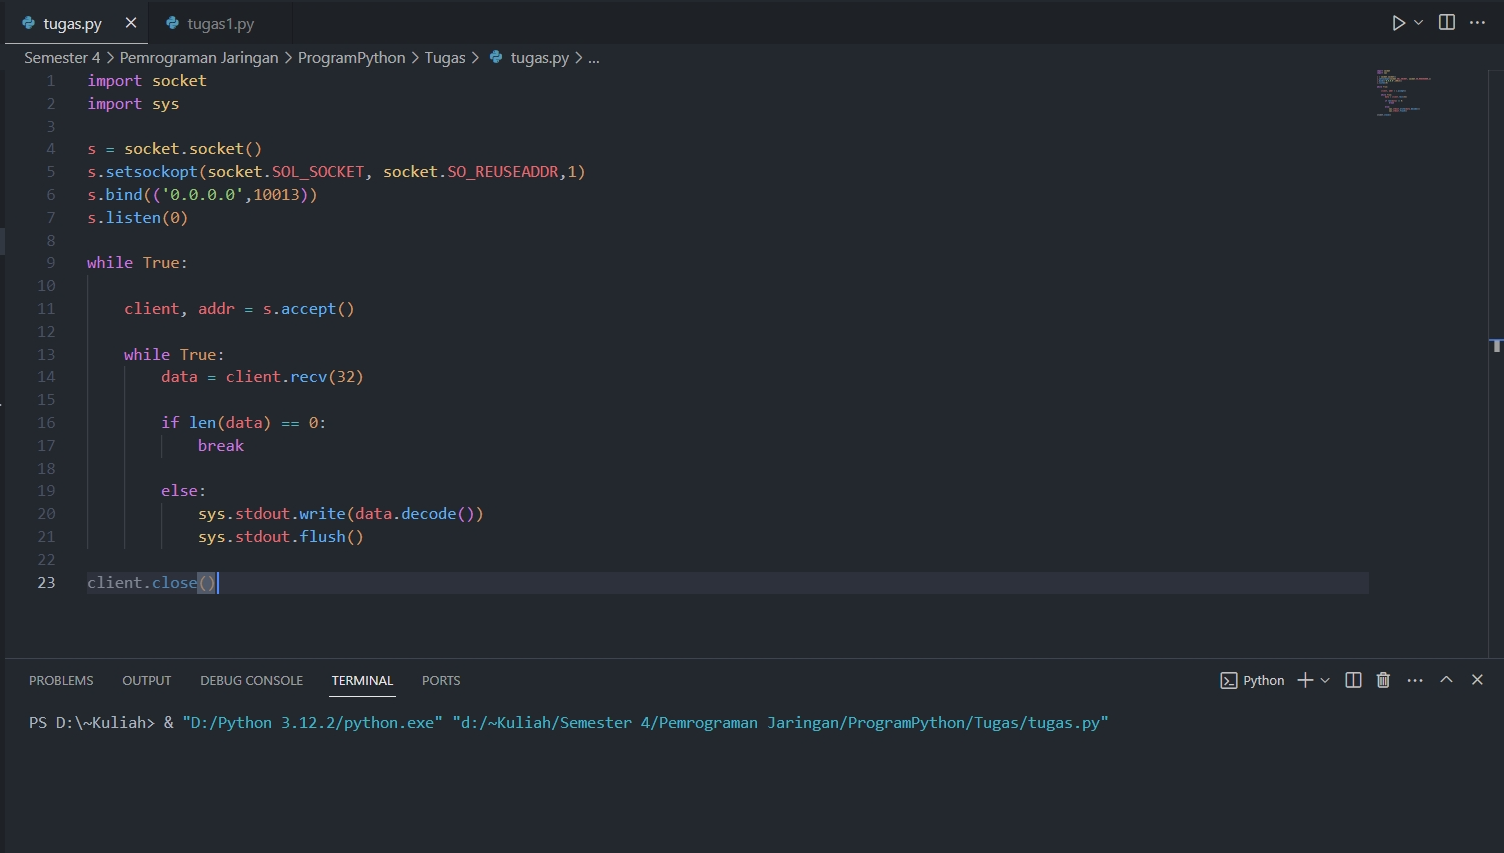 tugas.py
tugas1.py
Semester 4 > Pemrograman Jaringan > ProgramPython > Tugas > tugas.py > ...
1 import socket
2 import sys
3
4 s = socket.socket()
5 s.setsockopt(socket.SOL_SOCKET, socket.SO_REUSEADDR,1)
6 s.bind(('0.0.0.0',10013))
7 s.listen(0)
8
9 while True:
10
11     client, addr = s.accept()
12
13     while True:
14         data = client.recv(32)
15
16         if len(data) == 0:
17             break
18
19         else:
20             sys.stdout.write(data.decode())
21             sys.stdout.flush()
22
23 client.close()
PROBLEMS OUTPUT DEBUG CONSOLE TERMINAL PORTS Python
PS D:\~Kuliah> & "D:/Python 3.12.2/python.exe" "d:/~Kuliah/Semester 4/Pemrograman Jaringan/ProgramPython/Tugas/tugas.py"